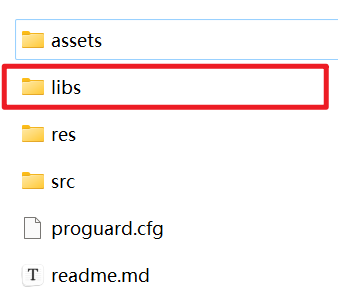 assets
libs
res
src
proguard.cfg
T readme.md